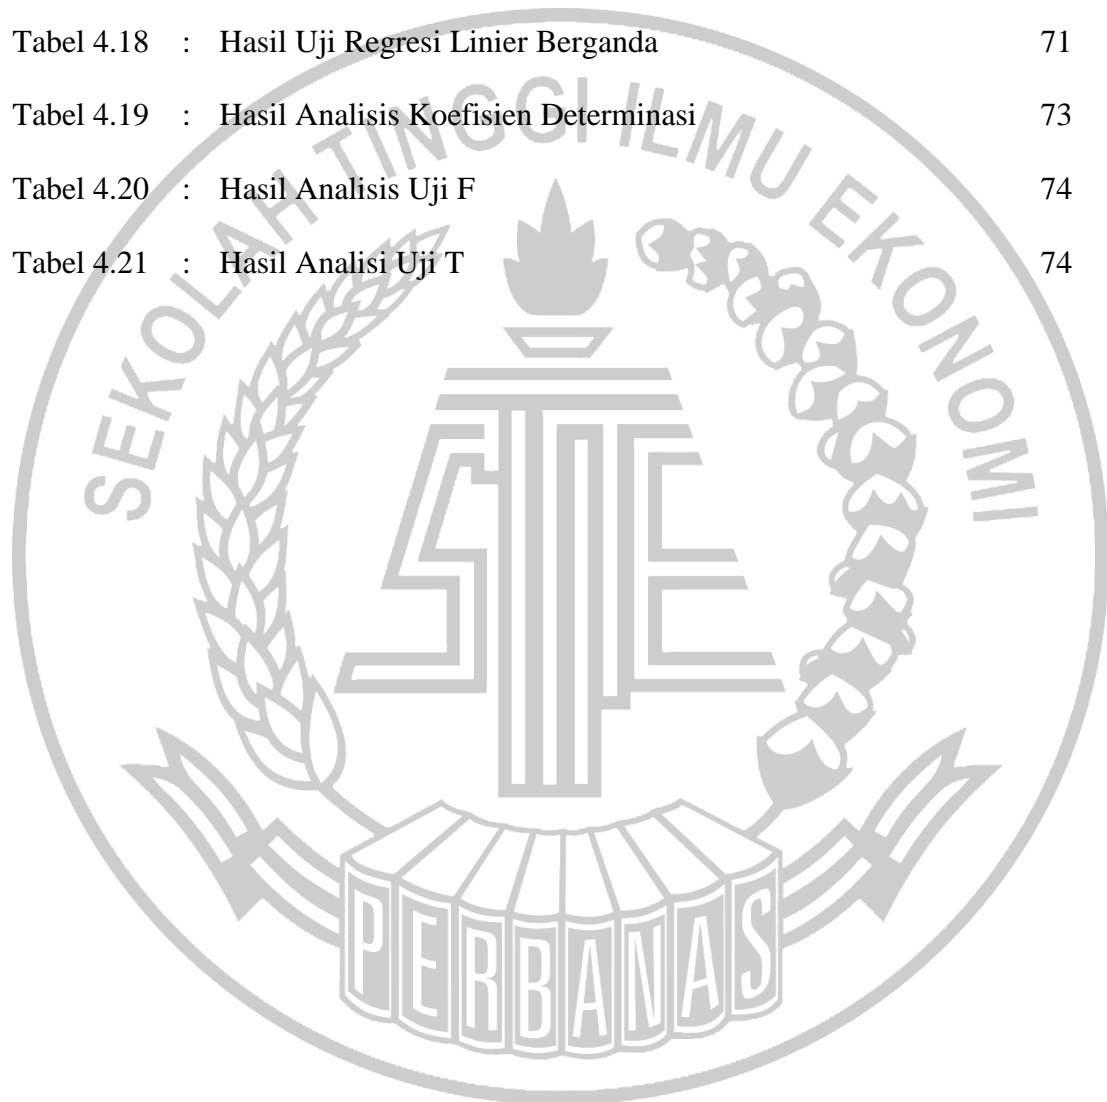 Tabel 4.18 : Hasil Uji Regresi Linier Berganda 71
Tabel 4.19 : Hasil Analisis Koefisien Determinasi 73
Tabel 4.20 : Hasil Analisis Uji F 74
Tabel 4.21 : Hasil Analisi Uji T 74
SEKOLAH TINGGI ILMU EKONOMI
STIE
PERBANAS